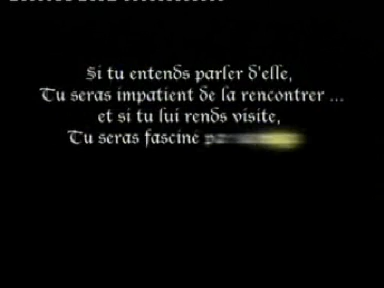 Si tu entends parler d'elle,
Tu seras impatient de la rencontrer ...
et si tu lui rends visite,
Tu seras fasciné